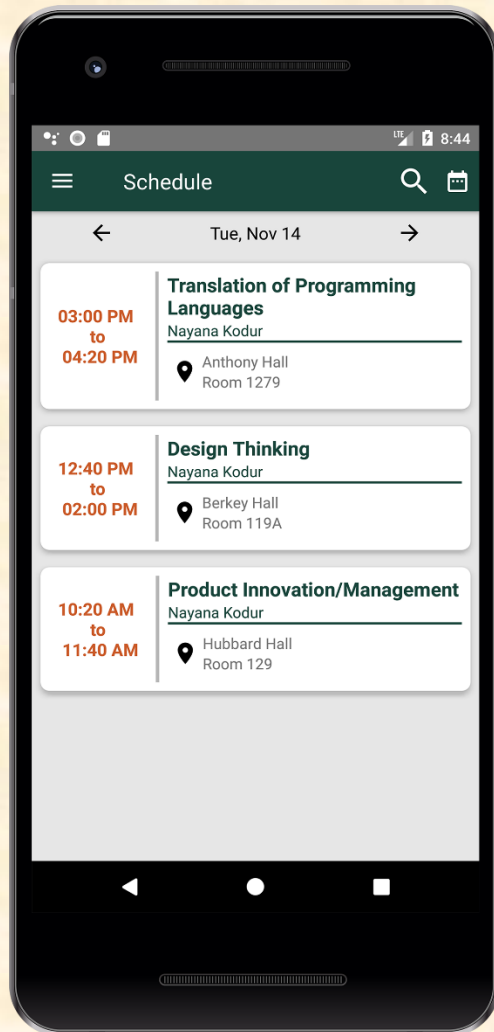 LTE 8:44
Schedule
Tue, Nov 14
03:00 PM
to
04:20 PM
Translation of Programming
Languages
Nayana Kodur
Anthony Hall
Room 1279
12:40 PM
to
02:00 PM
Design Thinking
Nayana Kodur
Berkey Hall
Room 119A
10:20 AM
to
11:40 AM
Product Innovation/Management
Nayana Kodur
Hubbard Hall
Room 129